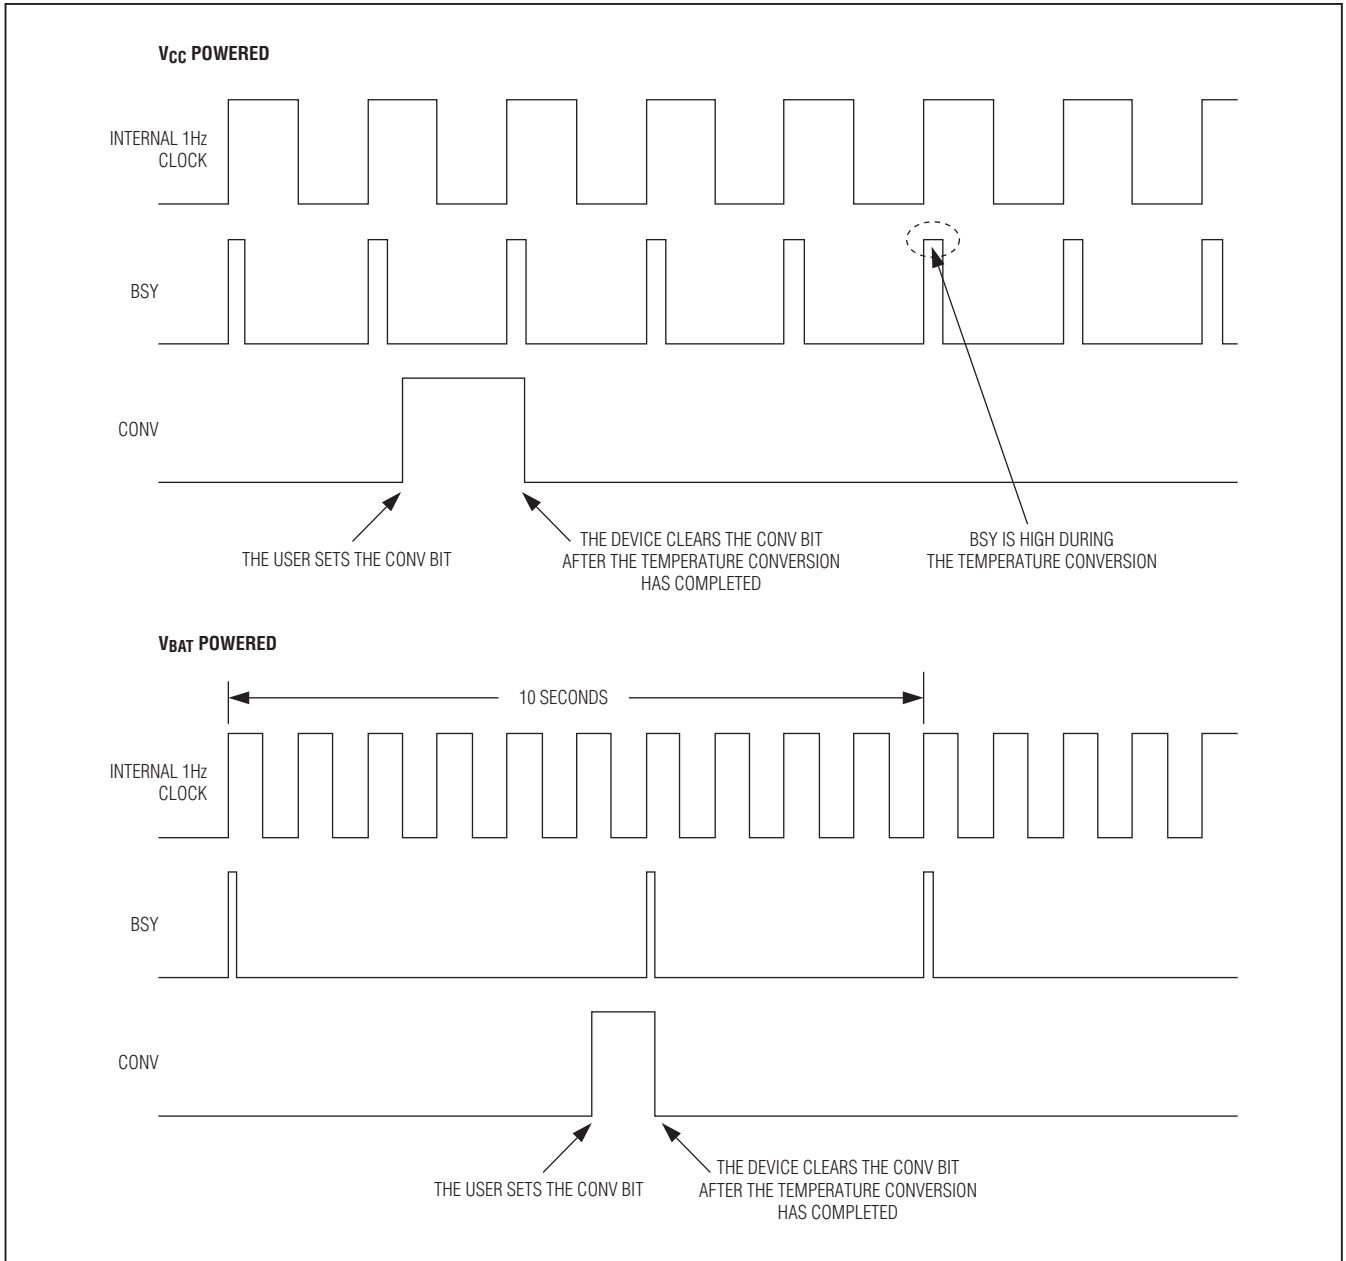 VCC POWERED
INTERNAL 1Hz
CLOCK
BSY
CONV
THE USER SETS THE CONV BIT
THE DEVICE CLEARS THE CONV BIT
AFTER THE TEMPERATURE CONVERSION
HAS COMPLETED
BSY IS HIGH DURING
THE TEMPERATURE CONVERSION
VBAT POWERED
10 SECONDS
INTERNAL 1Hz
CLOCK
BSY
CONV
THE USER SETS THE CONV BIT
THE DEVICE CLEARS THE CONV BIT
AFTER THE TEMPERATURE CONVERSION
HAS COMPLETED